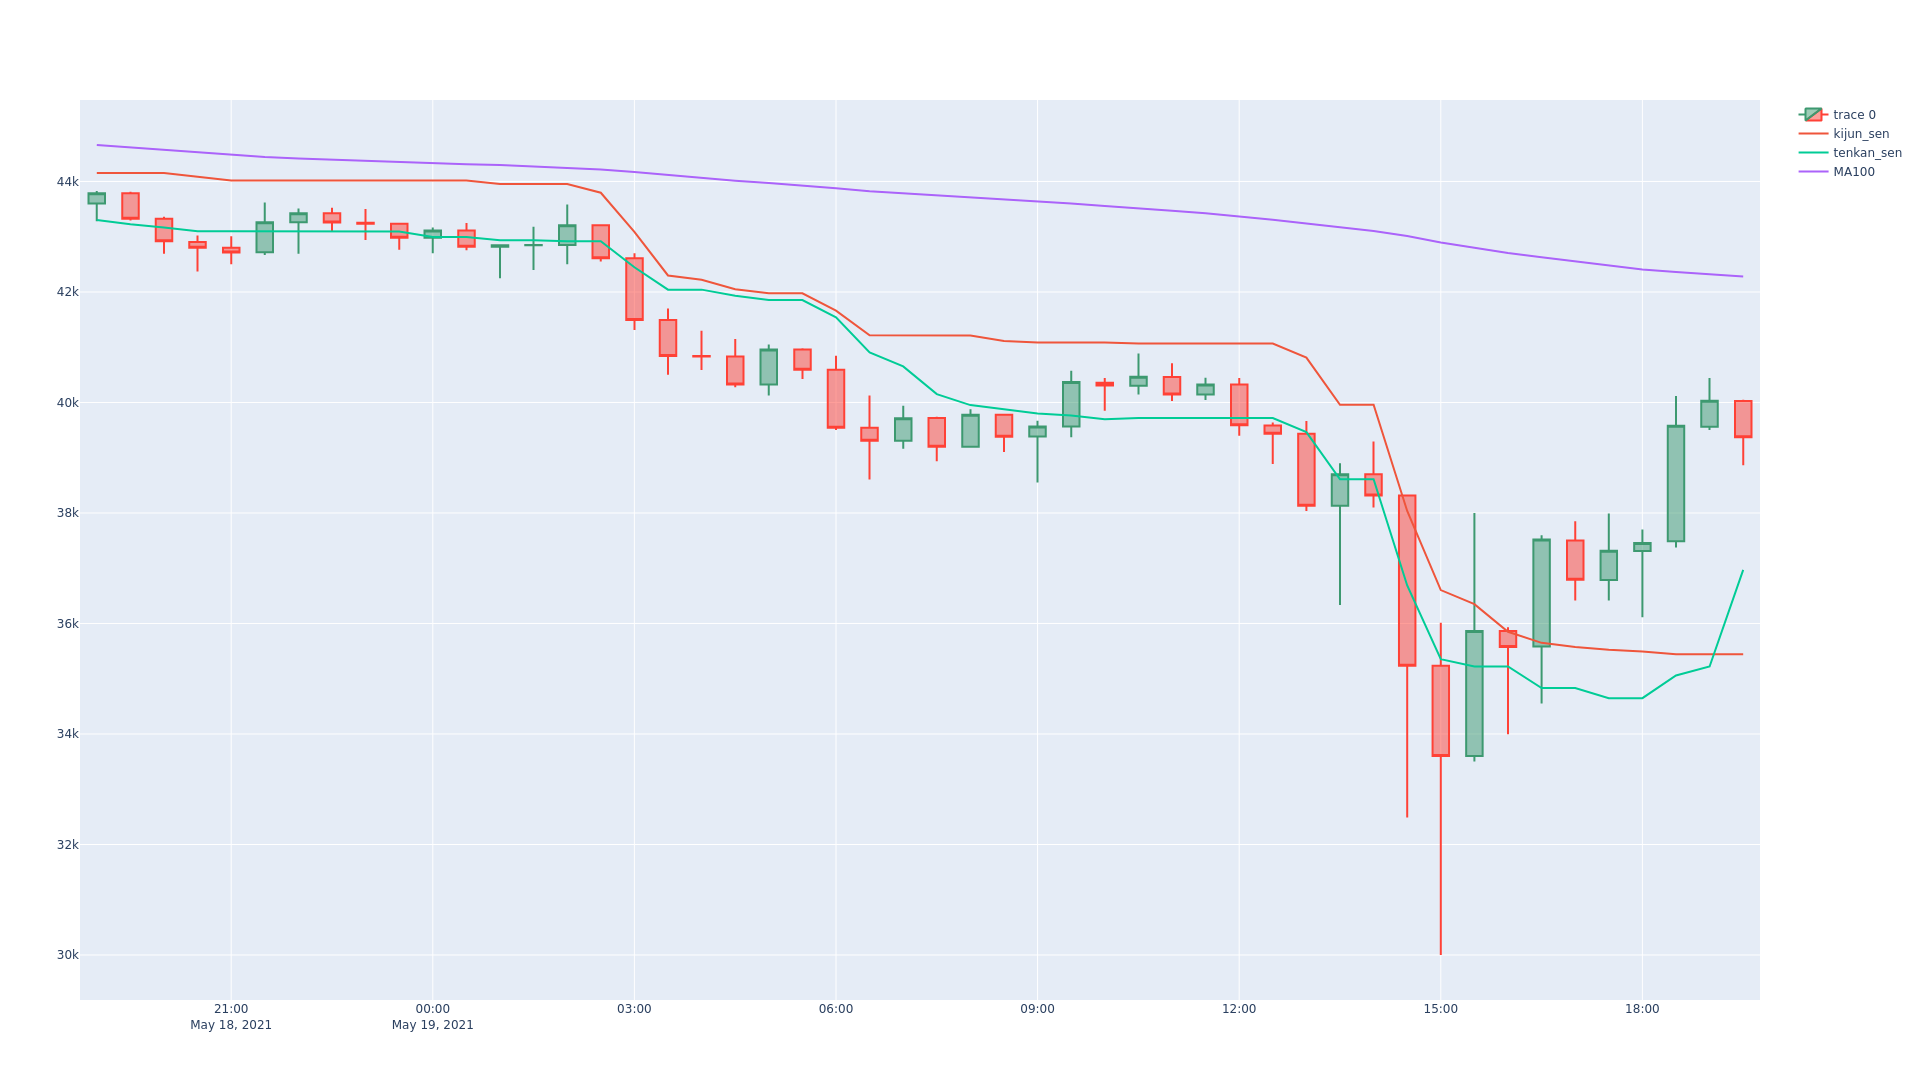 trace 0
kijun_sen
tenkan_sen
MA100
44k
42k
40k
38k
36k
34k
32k
30k
21:00 00:00 03:00 06:00 09:00 12:00 15:00 18:00
May 18, 2021 May 19, 2021